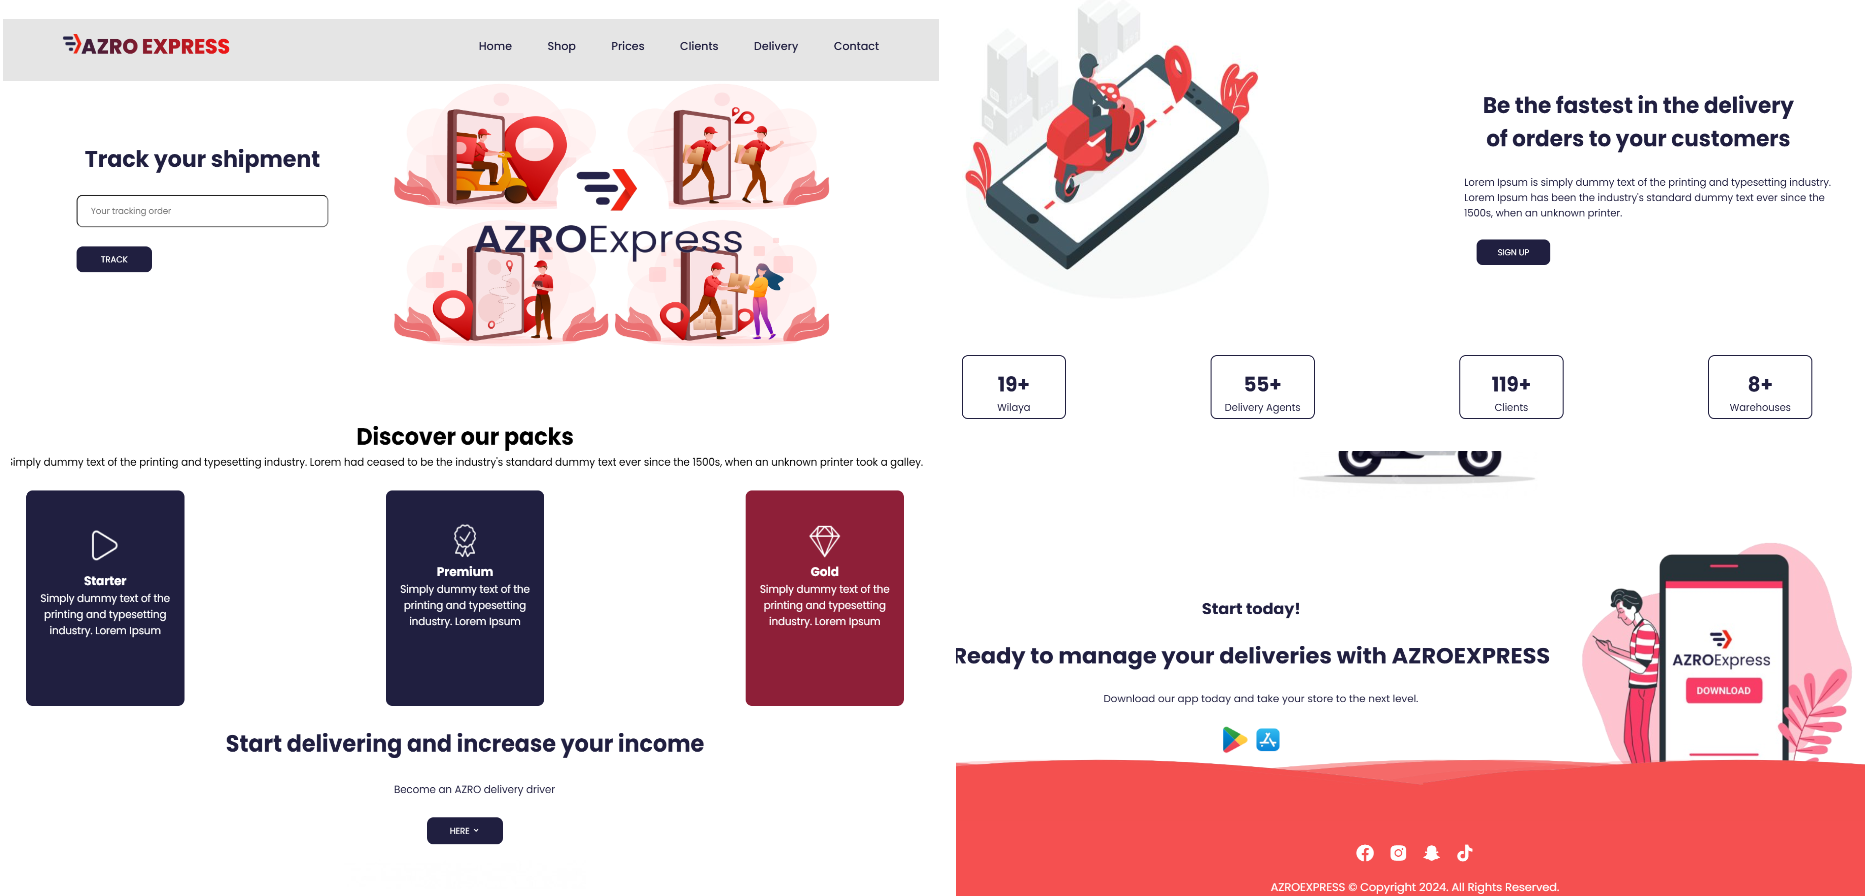 AZRO EXPRESS
Home Shop Prices Clients Delivery Contact
Track your shipment
Your tracking order
TRACK
AZROExpress
Discover our packs
Simply dummy text of the printing and typesetting industry. Lorem had ceased to be the industry's standard dummy text ever since the 1500s, when an unknown printer took a galley.
Starter
Simply dummy text of the
printing and typesetting
industry. Lorem Ipsum
Premium
Simply dummy text of the
printing and typesetting
industry. Lorem Ipsum
Gold
Simply dummy text of the
printing and typesetting
industry. Lorem Ipsum
Start delivering and increase your income
Become an AZRO delivery driver
HERE
Be the fastest in the delivery
of orders to your customers
Lorem Ipsum is simply dummy text of the printing and typesetting industry.
Lorem Ipsum has been the industry's standard dummy text ever since the
1500s, when an unknown printer.
SIGN UP
19+
Wilaya
55+
Delivery Agents
119+
Clients
8+
Warehouses
Start today!
Ready to manage your deliveries with AZROEXPRESS
Download our app today and take your store to the next level.
AZROExpress
DOWNLOAD
AZROEXPRESS © Copyright 2024. All Rights Reserved.